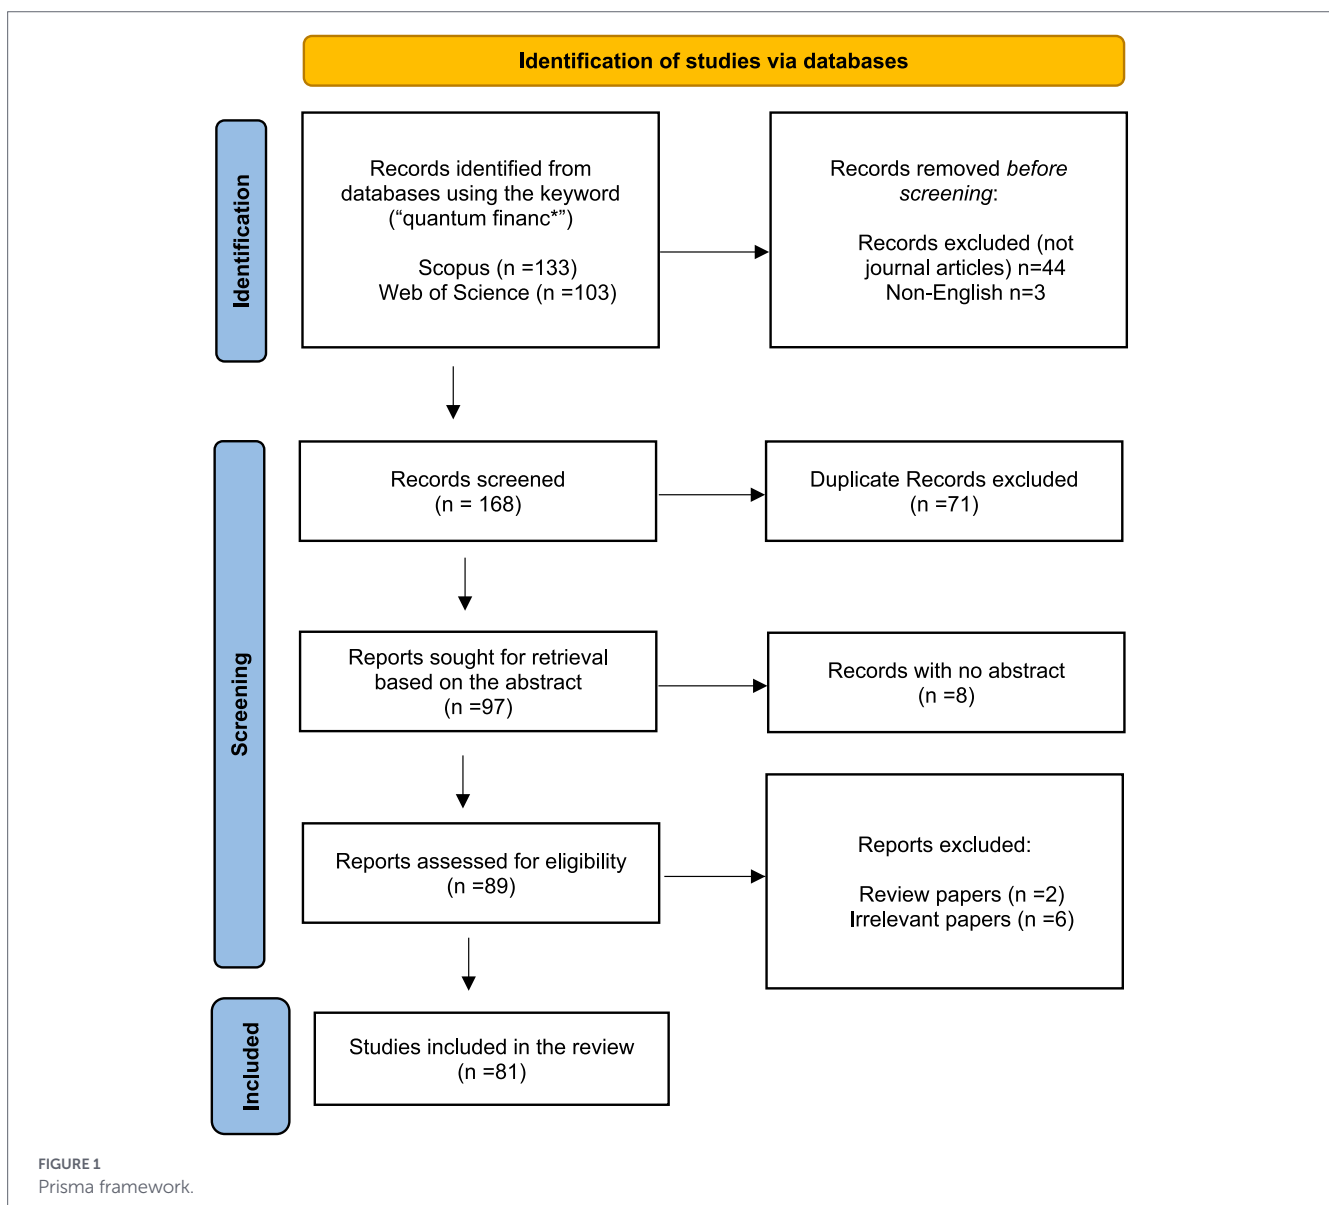 Identification of studies via databases
Identification
Records identified from
databases using the keyword
(“quantum financ*”)
Scopus (n =133)
Web of Science (n =103)
Records removed before
screening:
Records excluded (not
journal articles) n=44
Non-English n=3
Screening
Records screened
(n = 168)
Duplicate Records excluded
(n =71)
Reports sought for retrieval
based on the abstract
(n =97)
Records with no abstract
(n =8)
Reports assessed for eligibility
(n =89)
Reports excluded:
Review papers (n =2)
Irrelevant papers (n =6)
Included
Studies included in the review
(n =81)
FIGURE 1
Prisma framework.